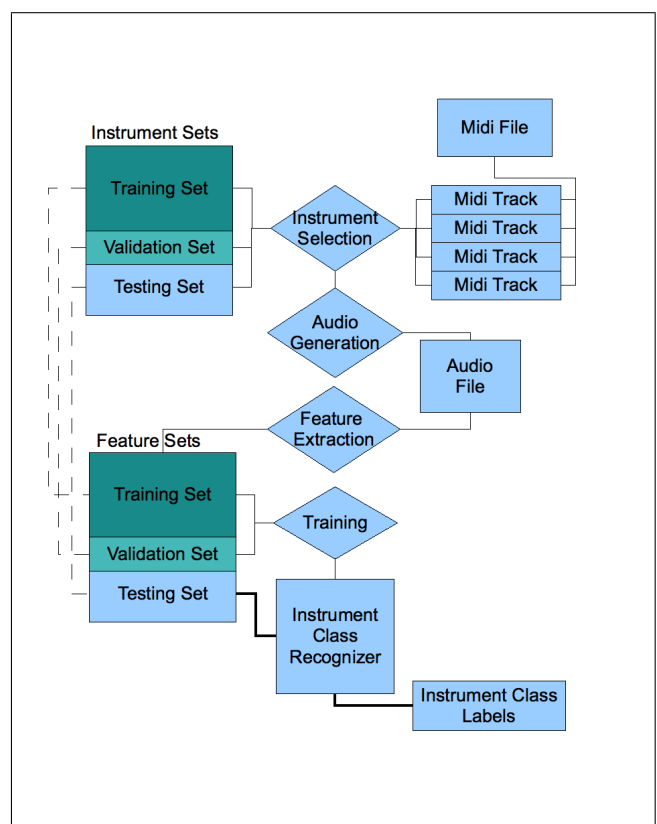 Midi File
Instrument Sets
Training Set
Validation Set
Testing Set
Instrument
Selection
Midi Track
Midi Track
Midi Track
Midi Track
Audio
Generation
Audio
File
Feature
Extraction
Feature Sets
Training Set
Validation Set
Testing Set
Training
Instrument
Class
Recognizer
Instrument Class
Labels